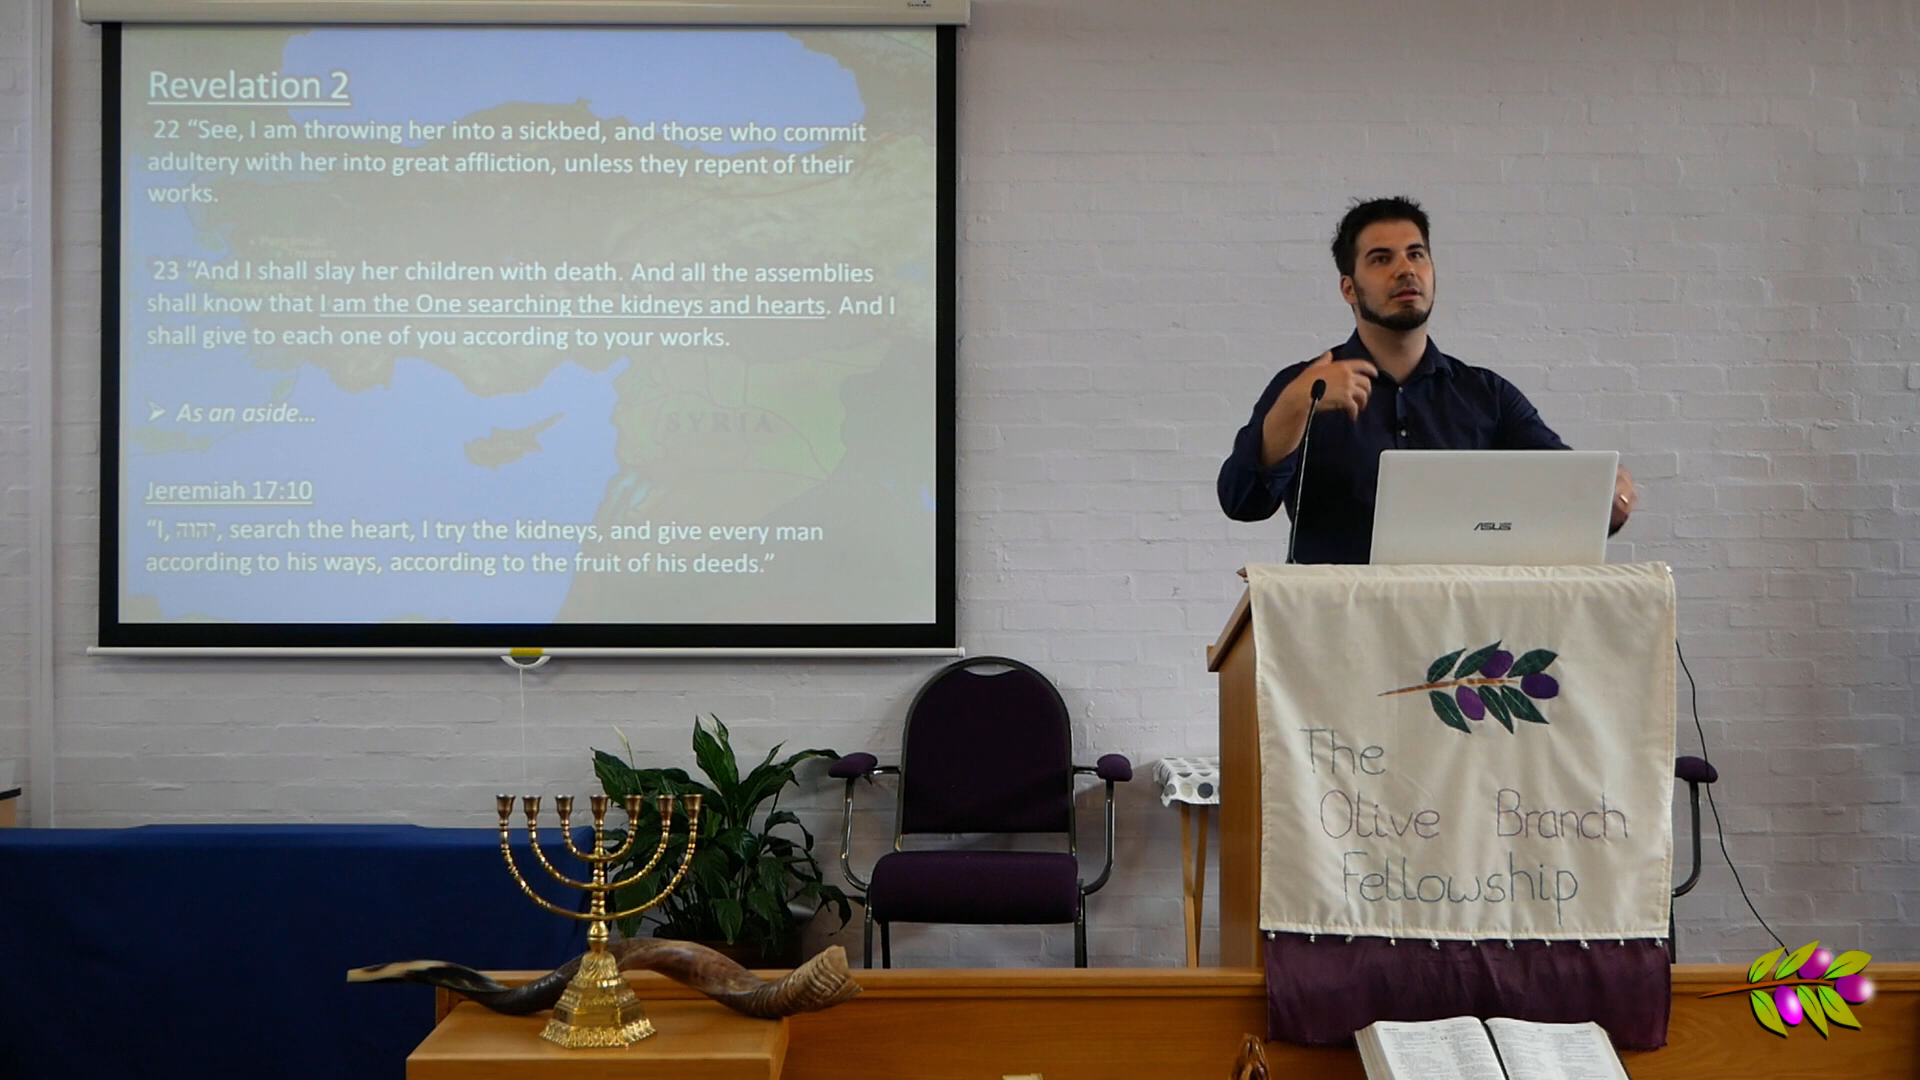 Revelation 2
22 “See, I am throwing her into a sickbed, and those who commit
adultery with her into great affliction, unless they repent of their
works.
23 “And I shall slay her children with death. And all the assemblies
shall know that I am the One searching the kidneys and hearts. And I
shall give to each one of you according to your works.
SYRIA
➢ As an aside...
Jeremiah 17:10
“I, יהוה, search the heart, I try the kidneys, and give every man
according to his ways, according to the fruit of his deeds.”
ASUS
The
Olive Branch
Fellowship